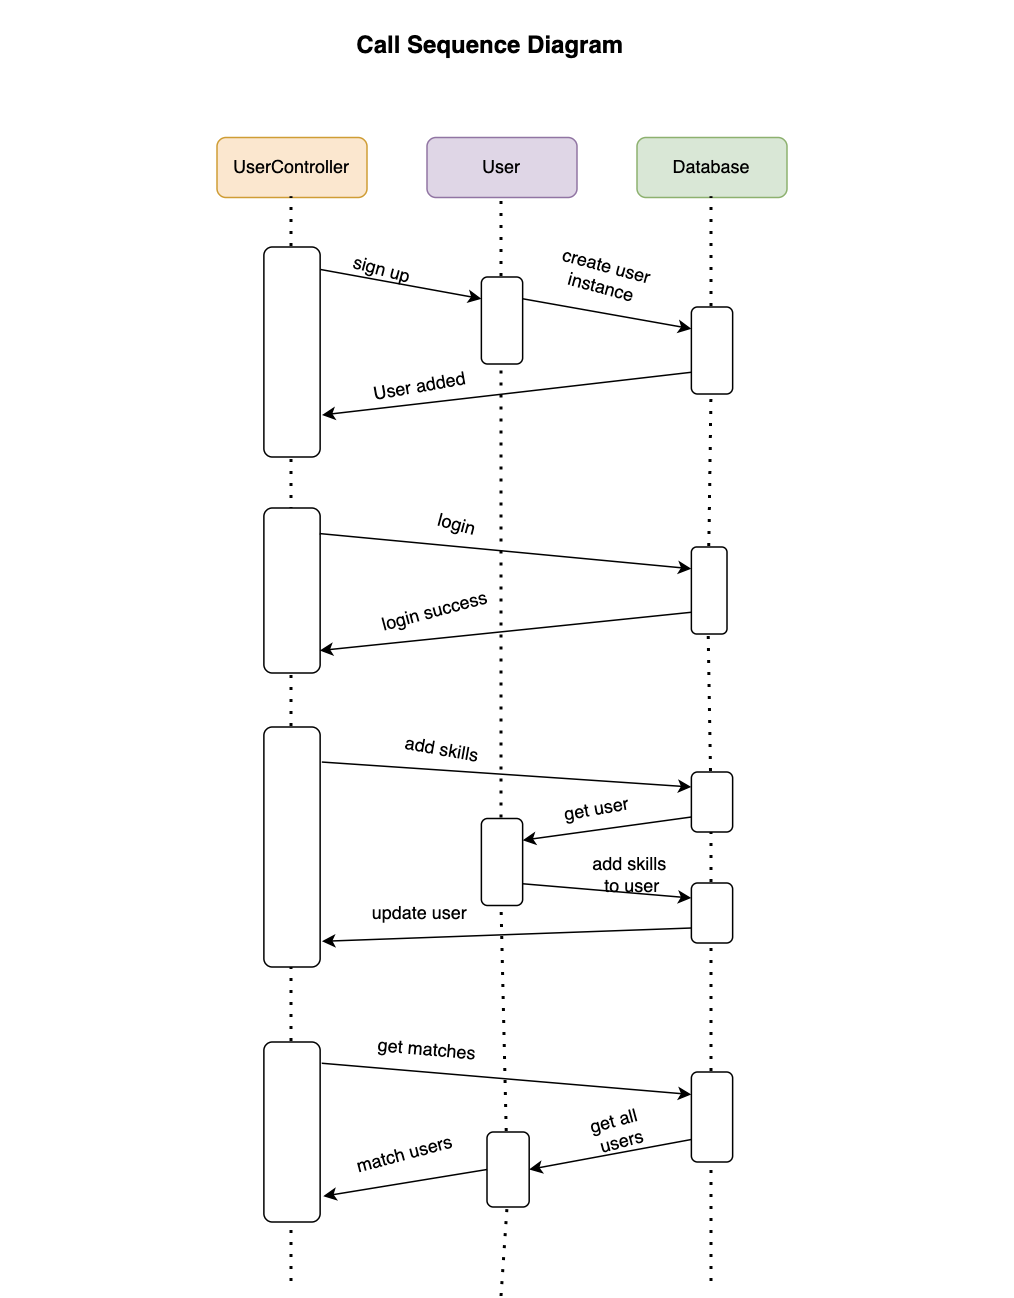 Call Sequence Diagram
UserController
User
Database
sign up
create user
instance
User added
login
login success
add skills
get user
add skills
to user
update user
get matches
get all
users
match users